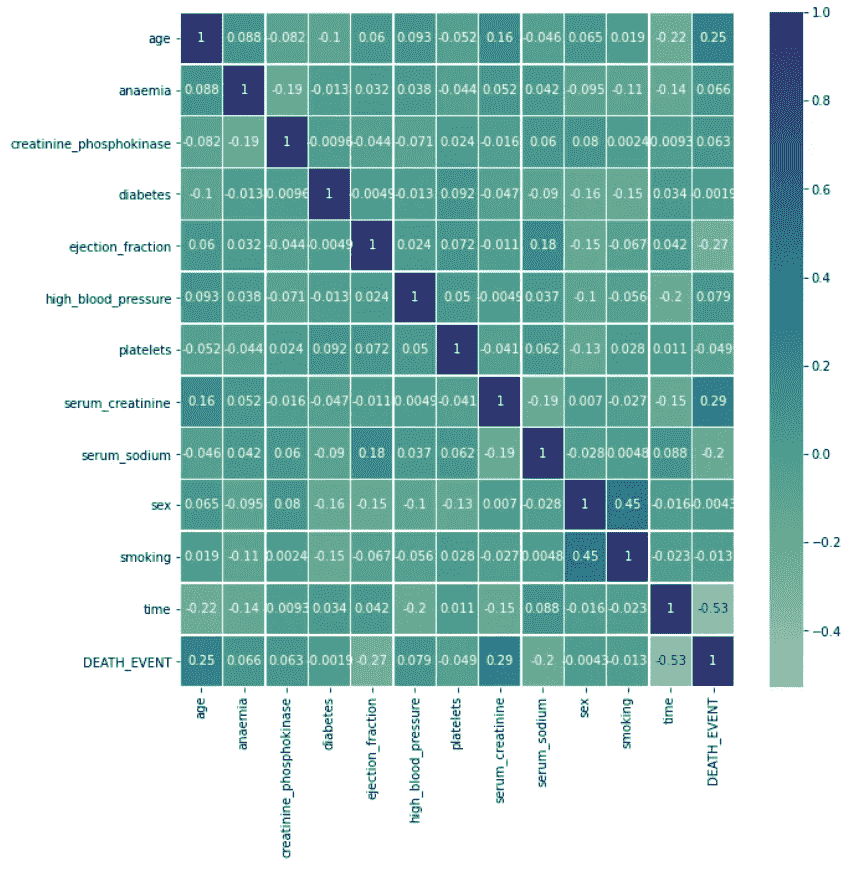 age 1 0.088 -0.082 -0.1 0.06 0.093 -0.052 0.16 -0.046 0.065 0.019 -0.22 0.25
anaemia 0.088 1 -0.19 -0.013 0.032 0.038 -0.044 0.052 0.042 -0.095 -0.11 -0.14 0.066
creatinine_phosphokinase -0.082 -0.19 1 -0.0096 -0.044 -0.071 0.024 -0.016 0.06 0.08 0.0024 0.0093 0.063
diabetes -0.1 -0.013 0.0096 1 -0.0049 -0.013 0.092 -0.047 -0.09 -0.16 -0.15 0.034 -0.0019
ejection_fraction 0.06 0.032 -0.044 -0.0049 1 0.024 0.072 -0.011 0.18 -0.15 -0.067 0.042 -0.27
high_blood_pressure 0.093 0.038 -0.071 -0.013 0.024 1 0.05 -0.0049 0.037 -0.1 -0.056 -0.2 0.079
platelets -0.052 -0.044 0.024 0.092 0.072 0.05 1 -0.041 0.062 -0.13 0.028 0.011 -0.049
serum_creatinine 0.16 0.052 -0.016 -0.047 -0.011 0.0049 -0.041 1 -0.19 0.007 -0.027 -0.15 0.29
serum_sodium -0.046 0.042 0.06 -0.09 0.18 0.037 0.062 -0.19 1 -0.028 0.0048 0.088 -0.2
sex 0.065 -0.095 0.08 -0.16 -0.15 -0.1 -0.13 0.007 -0.028 1 0.45 -0.016 -0.0043
smoking 0.019 -0.11 0.0024 -0.15 -0.067 -0.056 0.028 -0.027 0.0048 0.45 1 -0.023 -0.013
time -0.22 -0.14 0.0093 0.034 0.042 -0.2 0.011 -0.15 0.088 -0.016 -0.023 1 -0.53
DEATH_EVENT 0.25 0.066 0.063 -0.0019 -0.27 0.079 -0.049 0.29 -0.2 -0.0043 -0.013 -0.53 1
age
anaemia
creatinine_phosphokinase
diabetes
ejection_fraction
high_blood_pressure
platelets
serum_creatinine
serum_sodium
sex
smoking
time
DEATH_EVENT
1.0
0.8
0.6
0.4
0.2
0.0
−0.2
−0.4